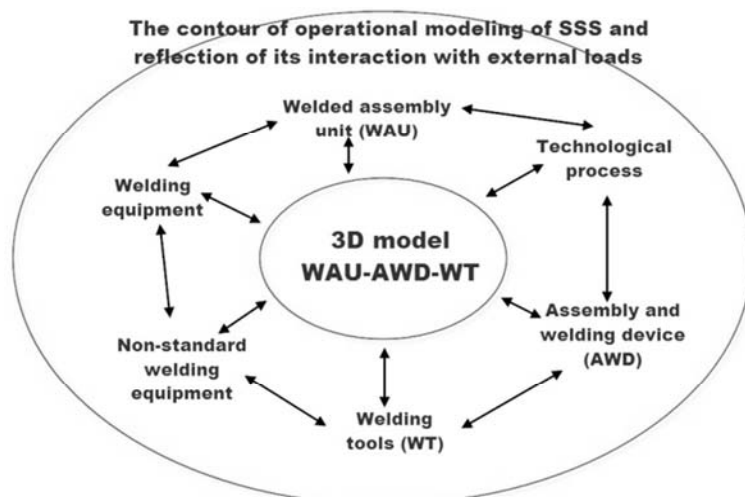 The contour of operational modeling of SSS and
reflection of its interaction with external loads
Welded assembly
unit (WAU)
Technological
process
Welding
equipment
3D model
WAU-AWD-WT
Assembly and
welding device
(AWD)
Non-standard
welding
equipment
Welding
tools (WT)